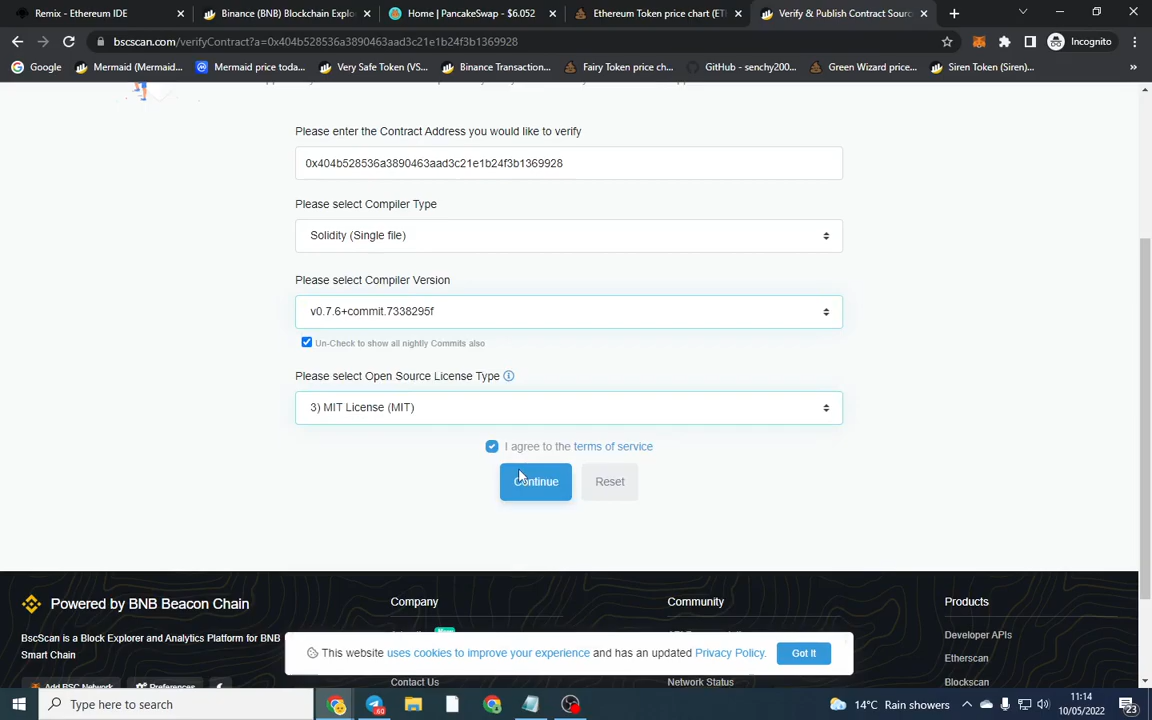 Remix - Ethereum IDE
Binance (BNB) Blockchain Explo
Home | PancakeSwap - $6.052
Ethereum Token price chart (ETH
Verify & Publish Contract Sourc
bscscan.com/verifyContract?a=0x404b528536a3890463aad3c21e1b24f3b1369928
Incognito
Google
Mermaid (Mermaid...
Mermaid price toda...
Very Safe Token (VS...
Binance Transaction...
Fairy Token price ch...
GitHub - senchy200...
Green Wizard price...
Siren Token (Siren)...
»
Please enter the Contract Address you would like to verify
0x404b528536a3890463aad3c21e1b24f3b1369928
Please select Compiler Type
Solidity (Single file)
Please select Compiler Version
v0.7.6+commit.7338295f
Un-Check to show all nightly Commits also
Please select Open Source License Type
3) MIT License (MIT)
I agree to the terms of service
Continue
Reset
Powered by BNB Beacon Chain
Company
Community
Products
BscScan is a Block Explorer and Analytics Platform for BNB
Smart Chain
Developer APIs
This website uses cookies to improve your experience and has an updated Privacy Policy.
Got It
Etherscan
Add BSC Network
Preferences
Contact Us
Network Status
Blockscan
Type here to search
60
14°C Rain showers
11:14
10/05/2022
23